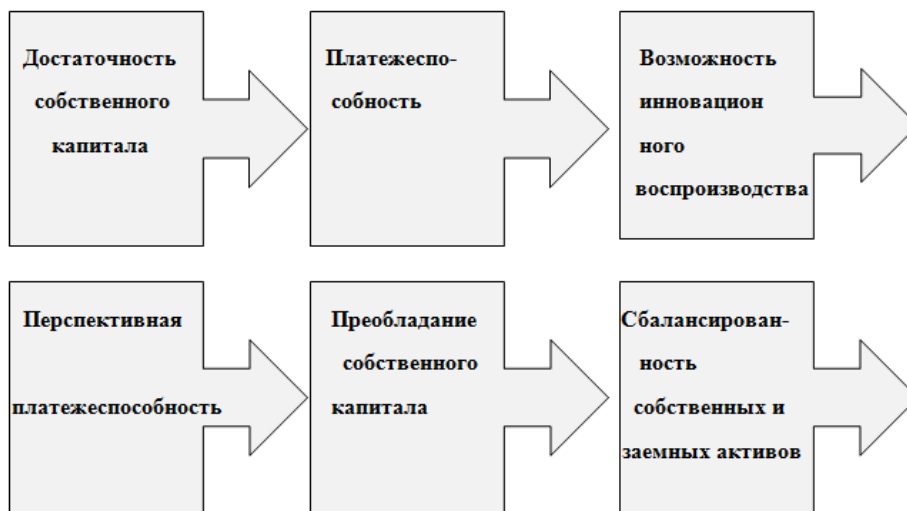 Достаточность
собственного
капитала
Платежеспо-
собность
Возможность
инновацион
ного
воспроизводства
Перспективная
платежеспособность
Преобладание
собственного
капитала
Сбалансирован-
ность
собственных и
заемных активов